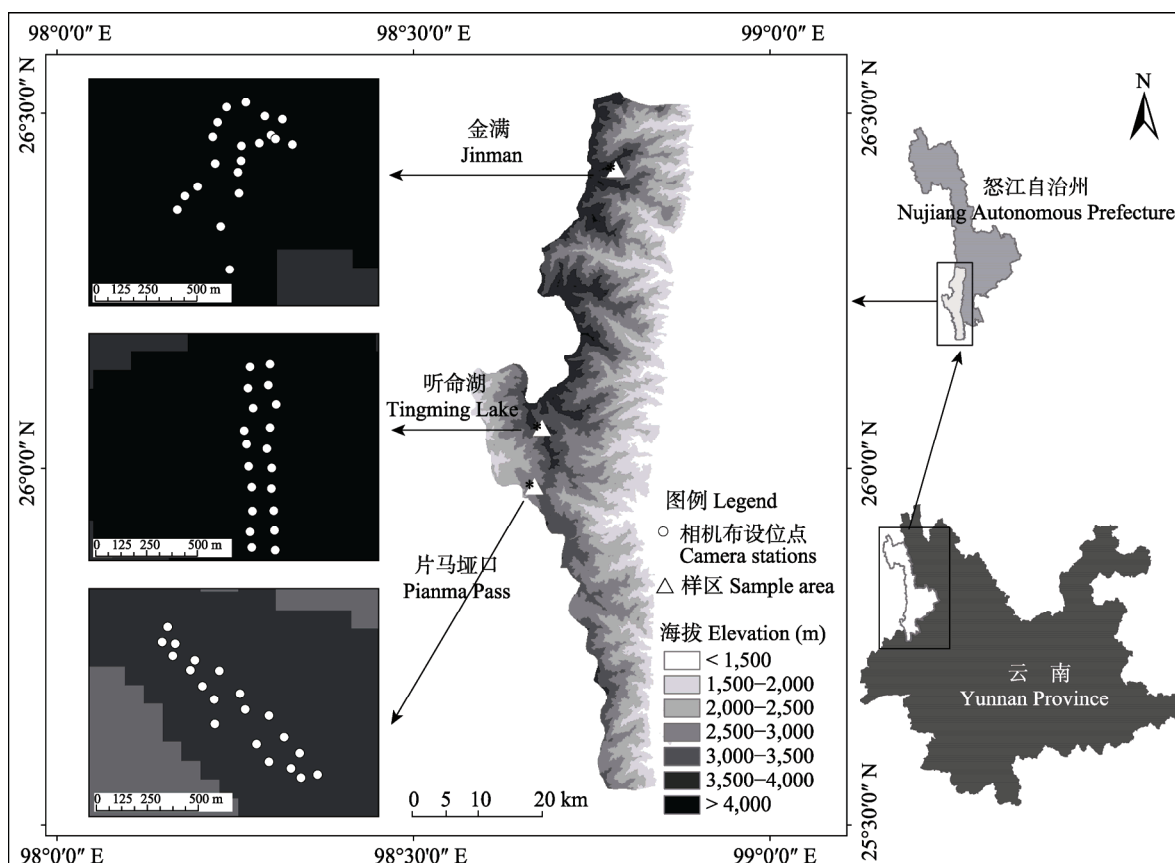 98°0′0″ E
98°30′0″ E
99°0′0″ E
26°30′0″ N
26°0′0″ N
26°30′0″ N
26°0′0″ N
25°30′0″ N
N
金满
Jinman
0 125 250 500 m
听命湖
Tingming Lake
0 125 250 500 m
片马垭口
Pianma Pass
0 125 250 500 m
怒江自治州
Nujiang Autonomous Prefecture
云 南
Yunnan Province
图例 Legend
相机布设位点
Camera stations
样区 Sample area
海拔 Elevation (m)
< 1,500
1,500−2,000
2,000−2,500
2,500−3,000
3,000−3,500
3,500−4,000
> 4,000
0 5 10 20 km
98°0′0″ E
98°30′0″ E
99°0′0″ E